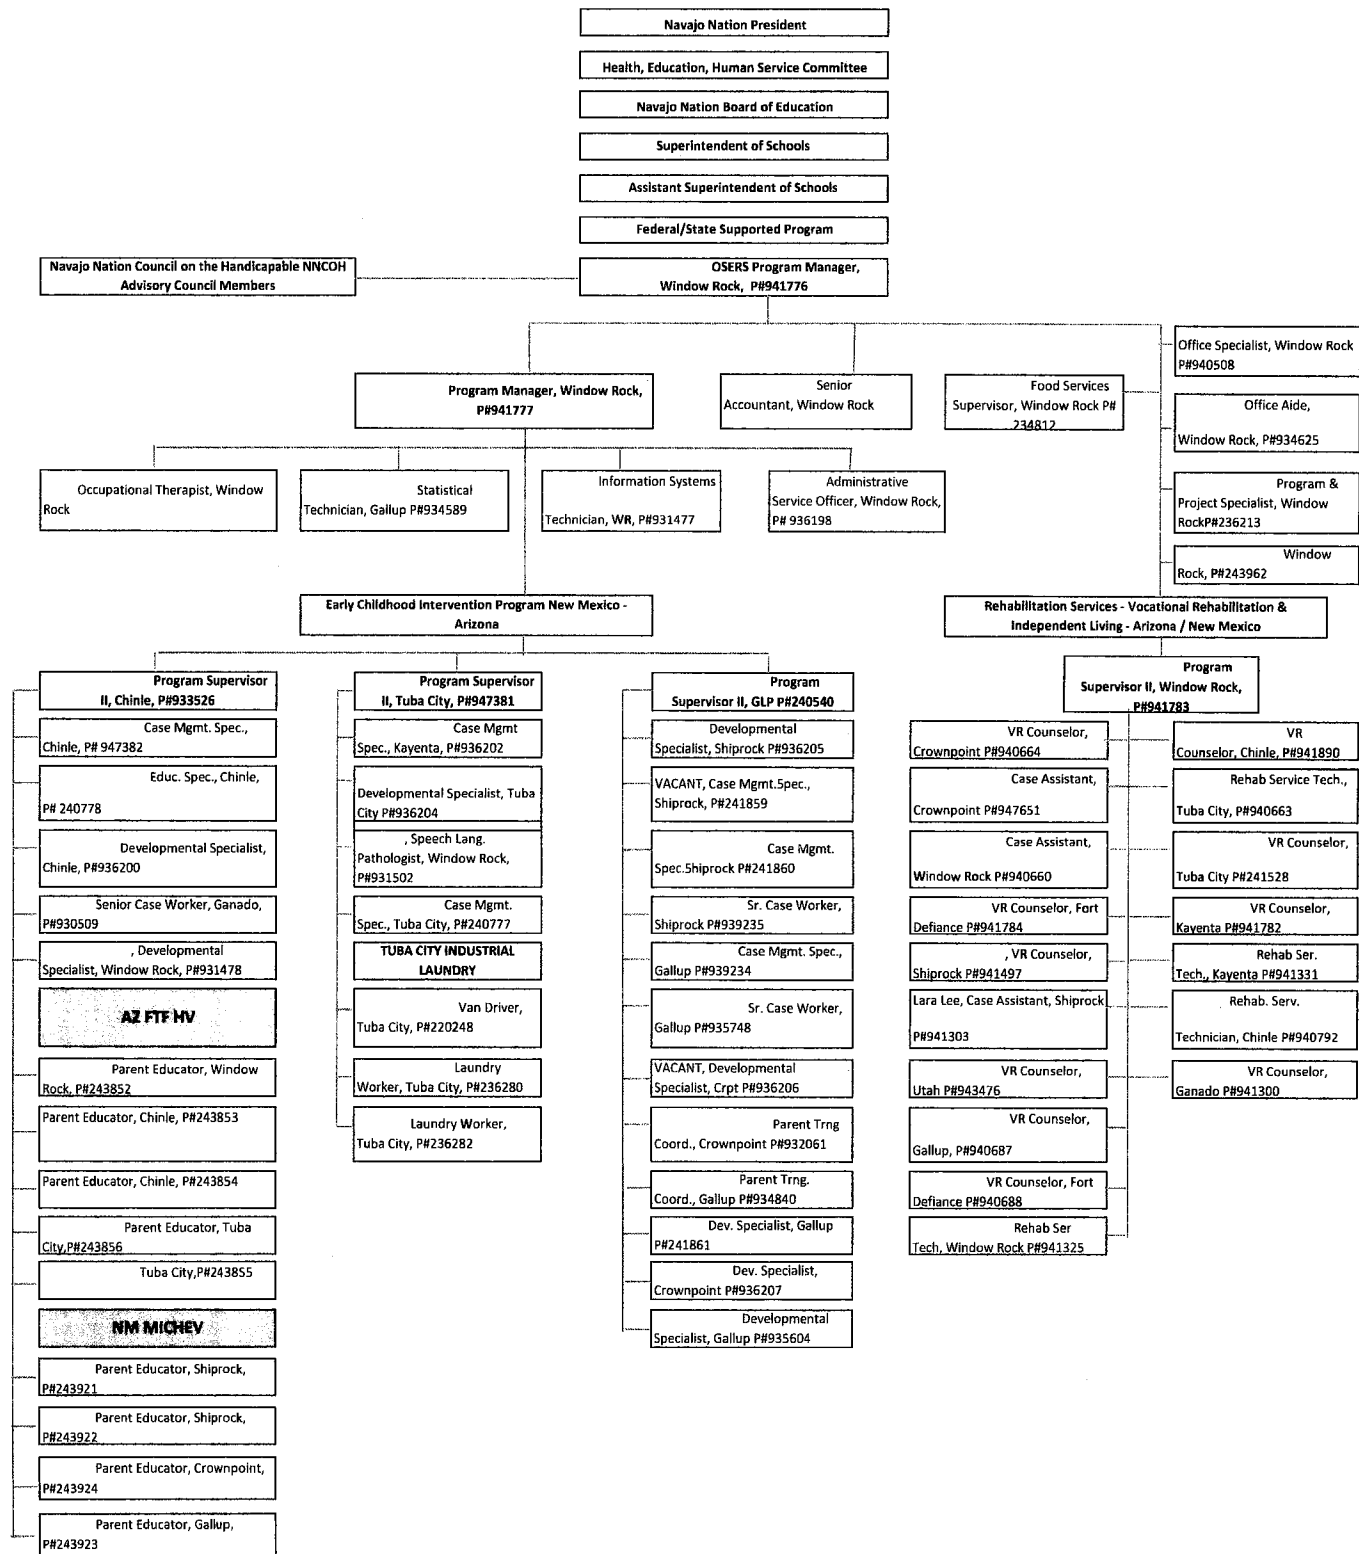 Navajo Nation President
Health, Education, Human Service Committee
Navajo Nation Board of Education
Superintendent of Schools
Assistant Superintendent of Schools
Federal/State Supported Program
Navajo Nation Council on the Handicapable NNCOH
Advisory Council Members
OSERS Program Manager,
Window Rock, P#941776
Office Specialist, Window Rock
P#940508
Program Manager, Window Rock,
P#941777
Senior
Accountant, Window Rock
Food Services
Supervisor, Window Rock P#
234812
Office Aide,
Window Rock, P#934625
Occupational Therapist, Window
Rock
Statistical
Technician, Gallup P#934589
Information Systems
Technician, WR, P#931477
Administrative
Service Officer, Window Rock,
P# 936198
Program &
Project Specialist, Window
RockP#236213
Window
Rock, P#243962
Early Childhood Intervention Program New Mexico -
Arizona
Rehabilitation Services - Vocational Rehabilitation &
Independent Living - Arizona / New Mexico
Program Supervisor
II, Chinle, P#933526
Case Mgmt. Spec.,
Chinle, P# 947382
Educ. Spec., Chinle,
P# 240778
Developmental Specialist,
Chinle, P#936200
Senior Case Worker, Ganado,
P#930509
, Developmental
Specialist, Window Rock, P#931478
AZ FTF HV
Parent Educator, Window
Rock, P#243852
Parent Educator, Chinle, P#243853
Parent Educator, Chinle, P#243854
Parent Educator, Tuba
City,P#243856
Tuba City,P#2438S5
NM MICHEV
Parent Educator, Shiprock,
P#243921
Parent Educator, Shiprock,
P#243922
Parent Educator, Crownpoint,
P#243924
Parent Educator, Gallup,
P#243923
Program Supervisor
II, Tuba City, P#947381
Case Mgmt
Spec., Kayenta, P#936202
Developmental Specialist, Tuba
City P#936204
, Speech Lang.
Pathologist, Window Rock,
P#931502
Case Mgmt.
Spec., Tuba City, P#240777
TUBA CITY INDUSTRIAL
LAUNDRY
Van Driver,
Tuba City, P#220248
Laundry
Worker, Tuba City, P#236280
Laundry Worker,
Tuba City, P#236282
Program
Supervisor II, GLP P#240540
Developmental
Specialist, Shiprock P#936205
VACANT, Case Mgmt.5pec.,
Shiprock, P#241859
Case Mgmt.
Spec.5hiprock P#241860
Sr. Case Worker,
Shiprock P#939235
Case Mgmt. Spec.,
Gallup P#939234
Sr. Case Worker,
Gallup P#935748
VACANT, Developmental
Specialist, Crpt P#936206
Parent Trng
Coord., Crownpoint P#932061
Parent Trng.
Coord., Gallup P#934840
Dev. Specialist, Gallup
P#241861
Dev. Specialist,
Crownpoint P#936207
Developmental
Specialist, Gallup P#935604
Program
Supervisor II, Window Rock,
P#941783
VR Counselor,
Crownpoint P#940664
Case Assistant,
Crownpoint P#947651
Case Assistant,
Window Rock P#940660
VR Counselor, Fort
Defiance P#941784
, VR Counselor,
Shiprock P#941497
Lara Lee, Case Assistant, Shiprock
P#941303
VR Counselor,
Utah P#943476
VR Counselor,
Gallup, P#940687
VR Counselor, Fort
Defiance P#940688
Rehab Ser
Tech, Window Rock P#941325
VR
Counselor, Chinle, P#941890
Rehab Service Tech.,
Tuba City, P#940663
VR Counselor,
Tuba City P#241528
VR Counselor,
Kayenta P#941782
Rehab Ser.
Tech., Kayenta P#941331
Rehab. Serv.
Technician, Chinle P#940792
VR Counselor,
Ganado P#941300